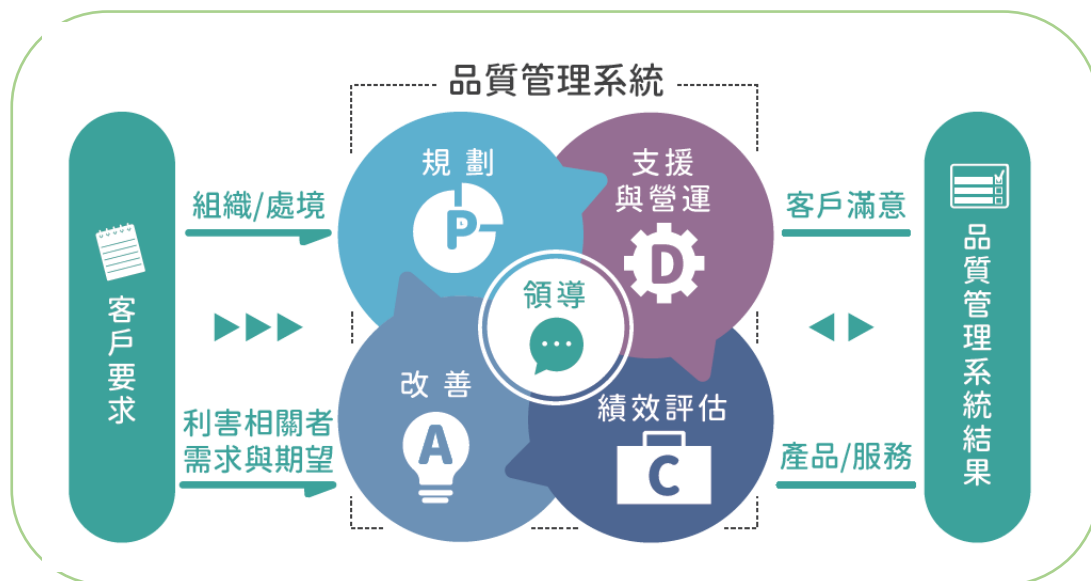 品質管理系統
客戶要求
組織/處境
利害相關者
需求與期望
規劃
P
支援
與營運
D
領導
改善
A
績效評估
C
客戶滿意
產品/服務
品質管理系統結果